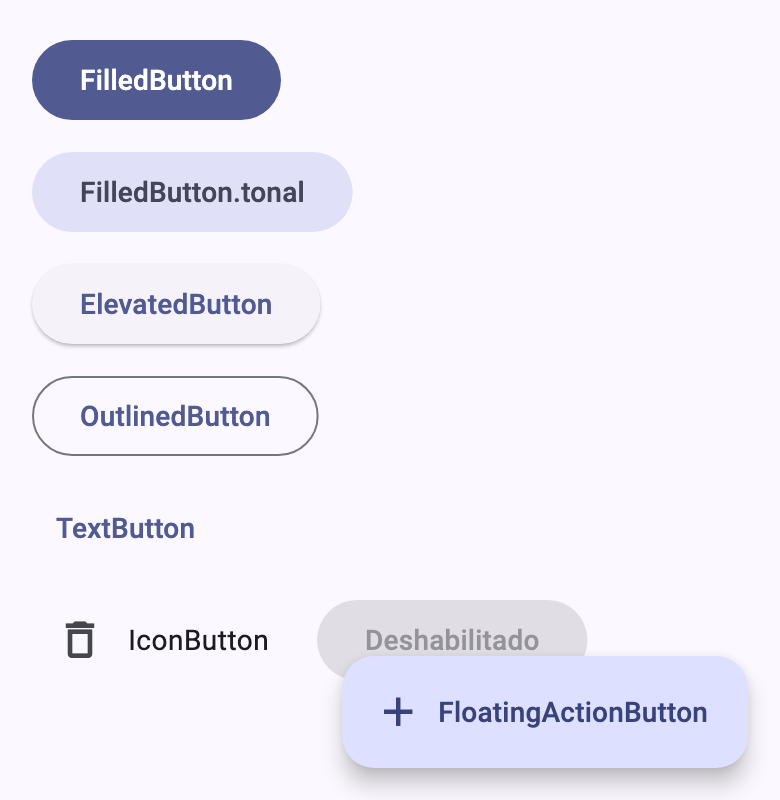 FilledButton
FilledButton.tonal
ElevatedButton
OutlinedButton
TextButton
IconButton
Deshabilitado
FloatingActionButton